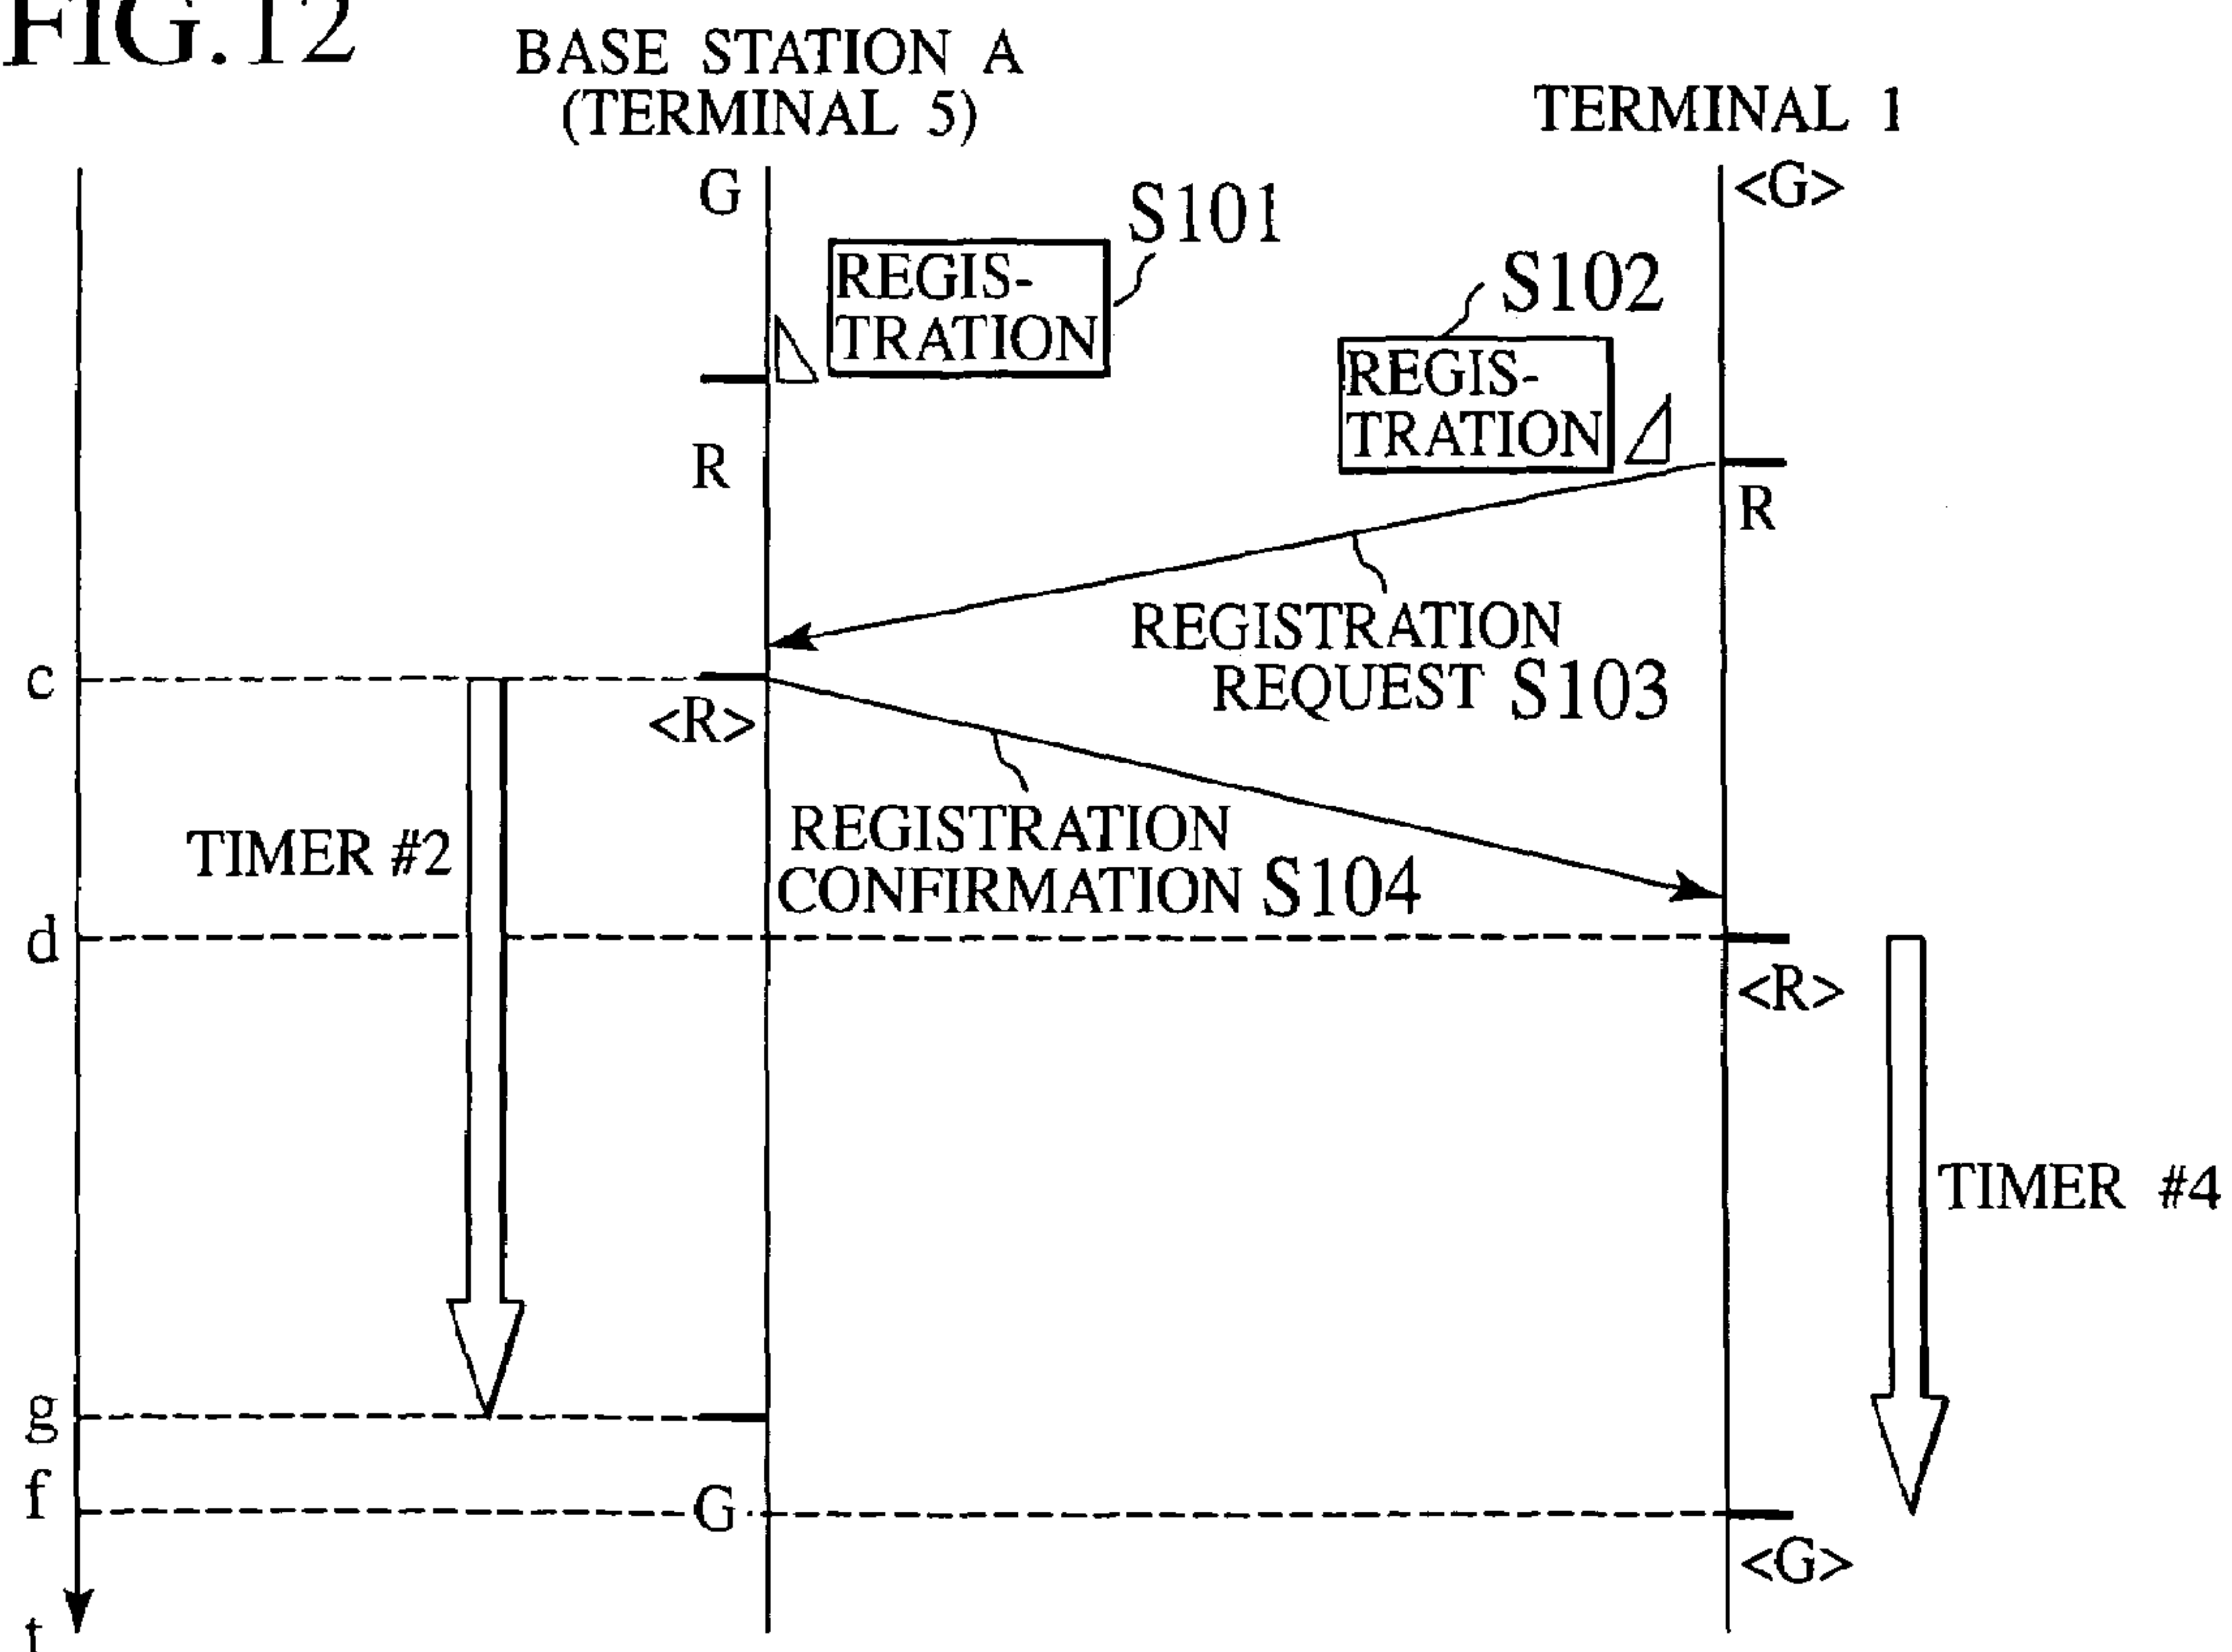 FIG.12
BASE STATION A
(TERMINAL 5)
TERMINAL 1
G
<G>
S101
REGIS-
TRATION
S102
REGIS-
TRATION
R
R
REGISTRATION
REQUEST S103
c
<R>
REGISTRATION
CONFIRMATION S104
TIMER #2
d
<R>
TIMER #4
g
f
G
<G>
t